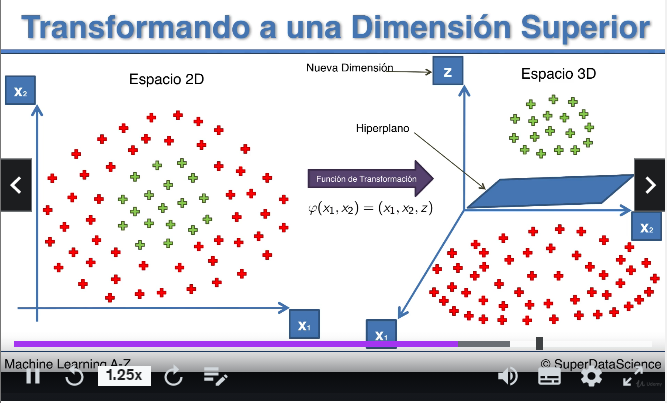 Transformando a una Dimensión Superior
Espacio 2D
x₂
x₁
Nueva Dimensión
z
Espacio 3D
Hiperplano
Función de Transformación
φ(x₁, x₂) = (x₁, x₂, z)
x₂
x₁
Machine Learning A-Z
© SuperDataScience
1.25x